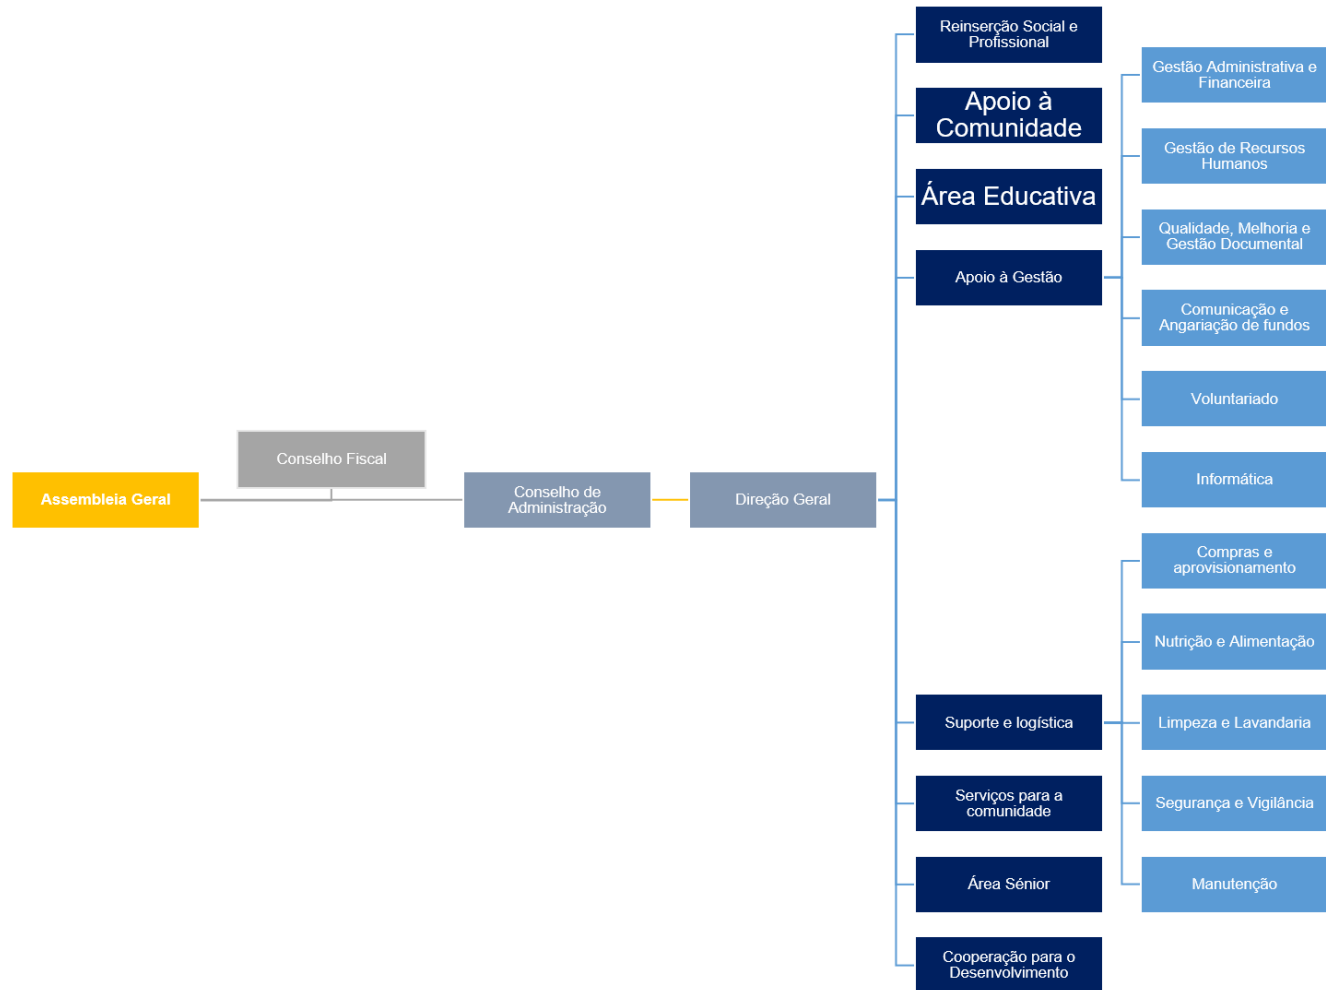 Assembleia Geral
Conselho Fiscal
Conselho de
Administração
Direção Geral
Reinserção Social e
Profissional
Apoio à
Comunidade
Área Educativa
Apoio à Gestão
Gestão Administrativa e
Financeira
Gestão de Recursos
Humanos
Qualidade, Melhoria e
Gestão Documental
Comunicação e
Angariação de fundos
Voluntariado
Informática
Suporte e logística
Compras e
aprovisionamento
Nutrição e Alimentação
Limpeza e Lavandaria
Segurança e Vigilância
Manutenção
Serviços para a
comunidade
Área Sénior
Cooperação para o
Desenvolvimento